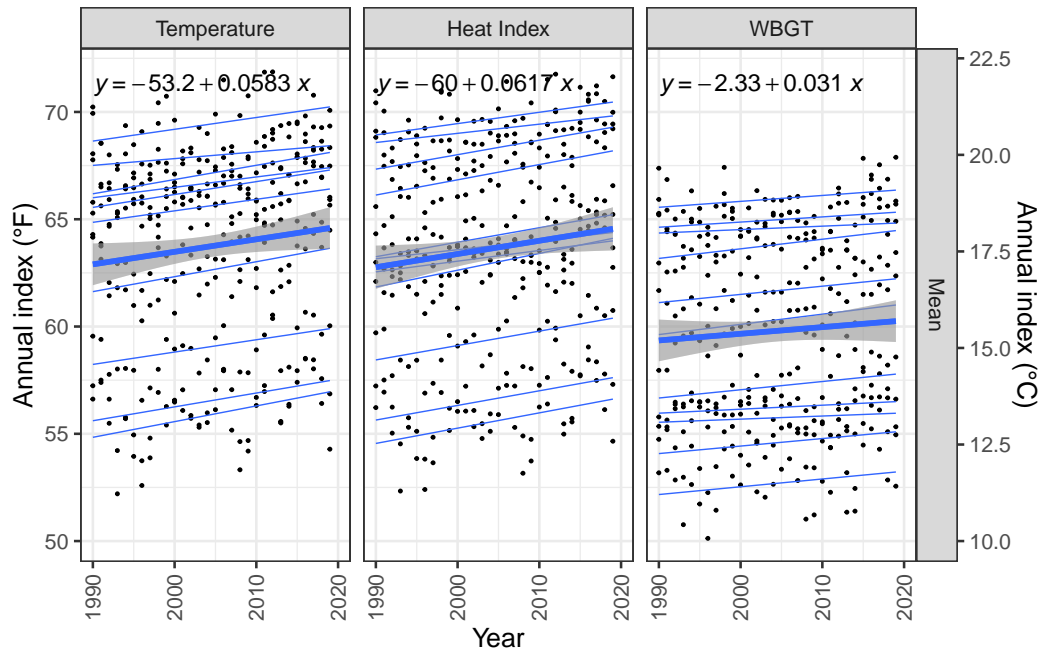 Temperature
Heat Index
WBGT
y = −53.2 + 0.0583 x
y = −60 + 0.0617 x
y = −2.33 + 0.031 x
70
65
60
55
50
22.5
20.0
17.5
15.0
12.5
10.0
Annual index (°F)
Mean
Annual index (°C)
1990 2000 2010 2020
1990 2000 2010 2020
1990 2000 2010 2020
Year